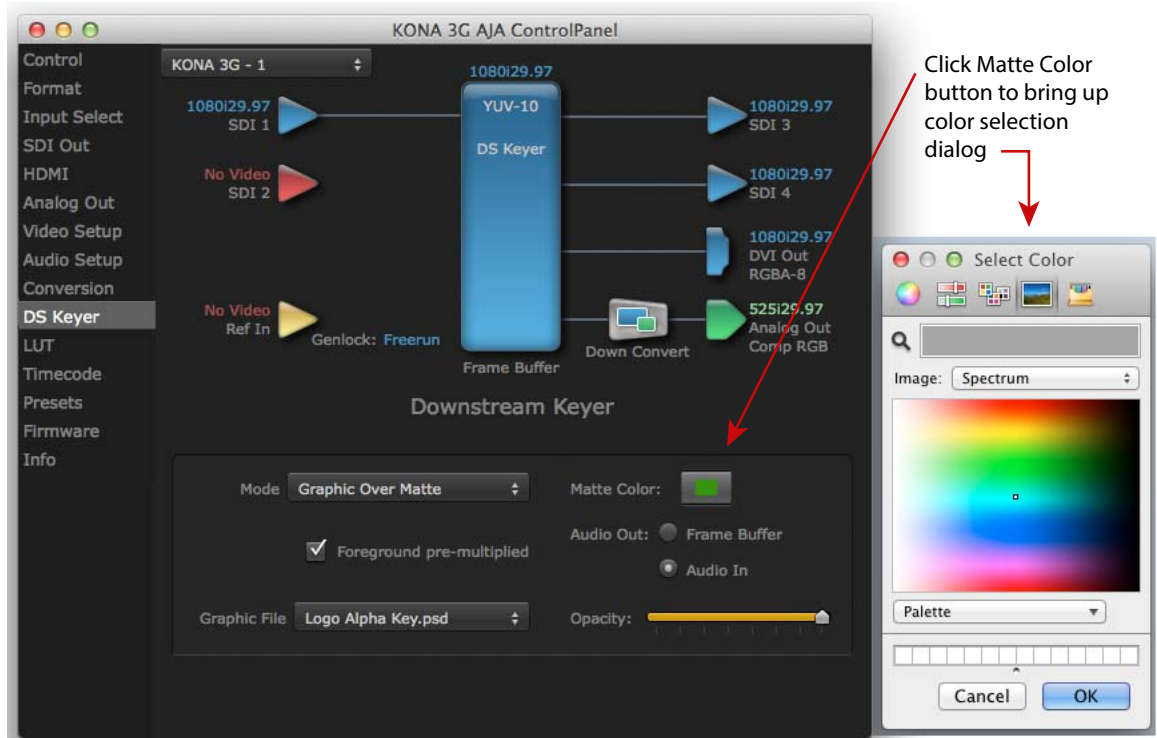 KONA 3G AJA ControlPanel
Control
Format
Input Select
SDI Out
HDMI
Analog Out
Video Setup
Audio Setup
Conversion
DS Keyer
LUT
Timecode
Presets
Firmware
Info
KONA 3G - 1
1080i29.97
1080i29.97
SDI 1
No Video
SDI 2
No Video
Ref In
Genlock: Freerun
YUV-10
DS Keyer
Frame Buffer
1080i29.97
SDI 3
1080i29.97
SDI 4
1080i29.97
DVI Out
RGBA-8
Down Convert
525i29.97
Analog Out
Comp RGB
Downstream Keyer
Mode Graphic Over Matte
Foreground pre-multiplied
Graphic File Logo Alpha Key.psd
Matte Color:
Audio Out: Frame Buffer
Audio In
Opacity:
Click Matte Color
button to bring up
color selection
dialog
Select Color
Image: Spectrum
Palette
Cancel OK